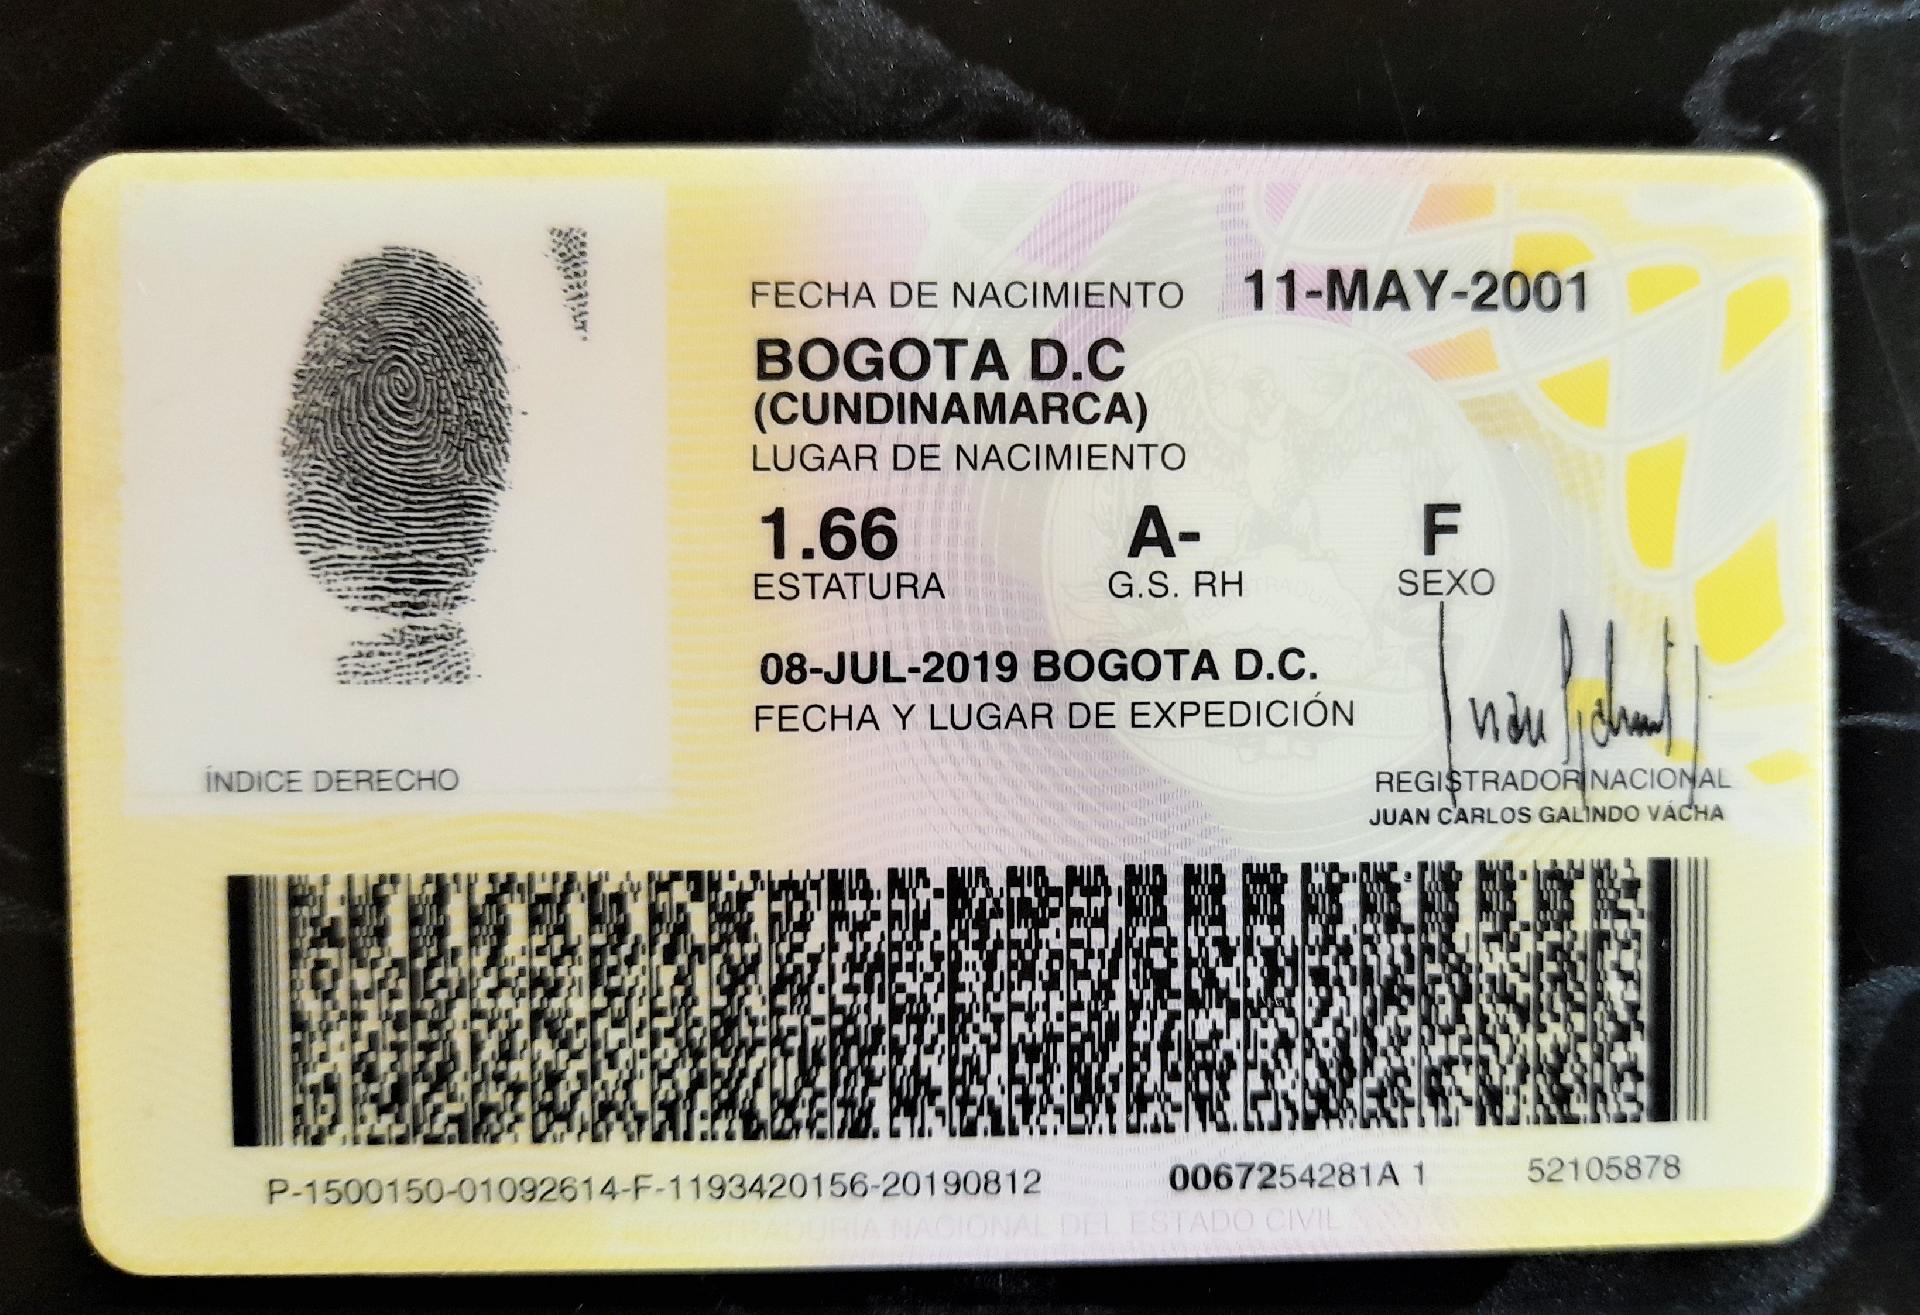 FECHA DE NACIMIENTO 11-MAY-2001
BOGOTA D.C
(CUNDINAMARCA)
LUGAR DE NACIMIENTO
1.66 A- F
ESTATURA G.S. RH SEXO
08-JUL-2019 BOGOTA D.C.
FECHA Y LUGAR DE EXPEDICIÓN
ÍNDICE DERECHO
REGISTRADOR NACIONAL
JUAN CARLOS GALINDO VÁCHA
P-1500150-01092614-F-1193420156-20190812 0067254281A 1 52105878
REGISTRADURÍA NACIONAL DEL ESTADO CIVIL